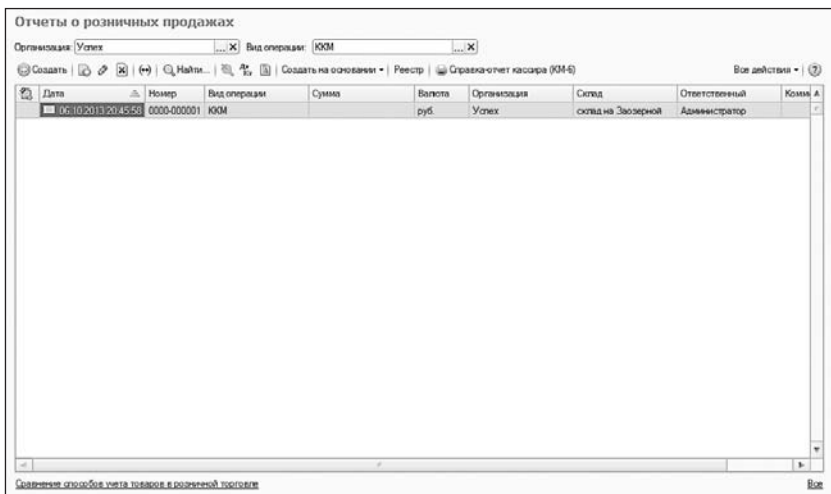 Отчеты о розничных продажах
Организация: Успех ... Вид операции: ККМ ...
Создать Найти... Создать на основании Реестр Справка-отчет кассира (КМ-6) Все действия
Дата Номер Вид операции Сумма Валюта Организация Склад Ответственный Комм
06.10.2013 20:45:58 0000-000001 ККМ руб. Успех склад на Заозерной Администратор
Сравнение способов учета товаров в розничной торговле Все